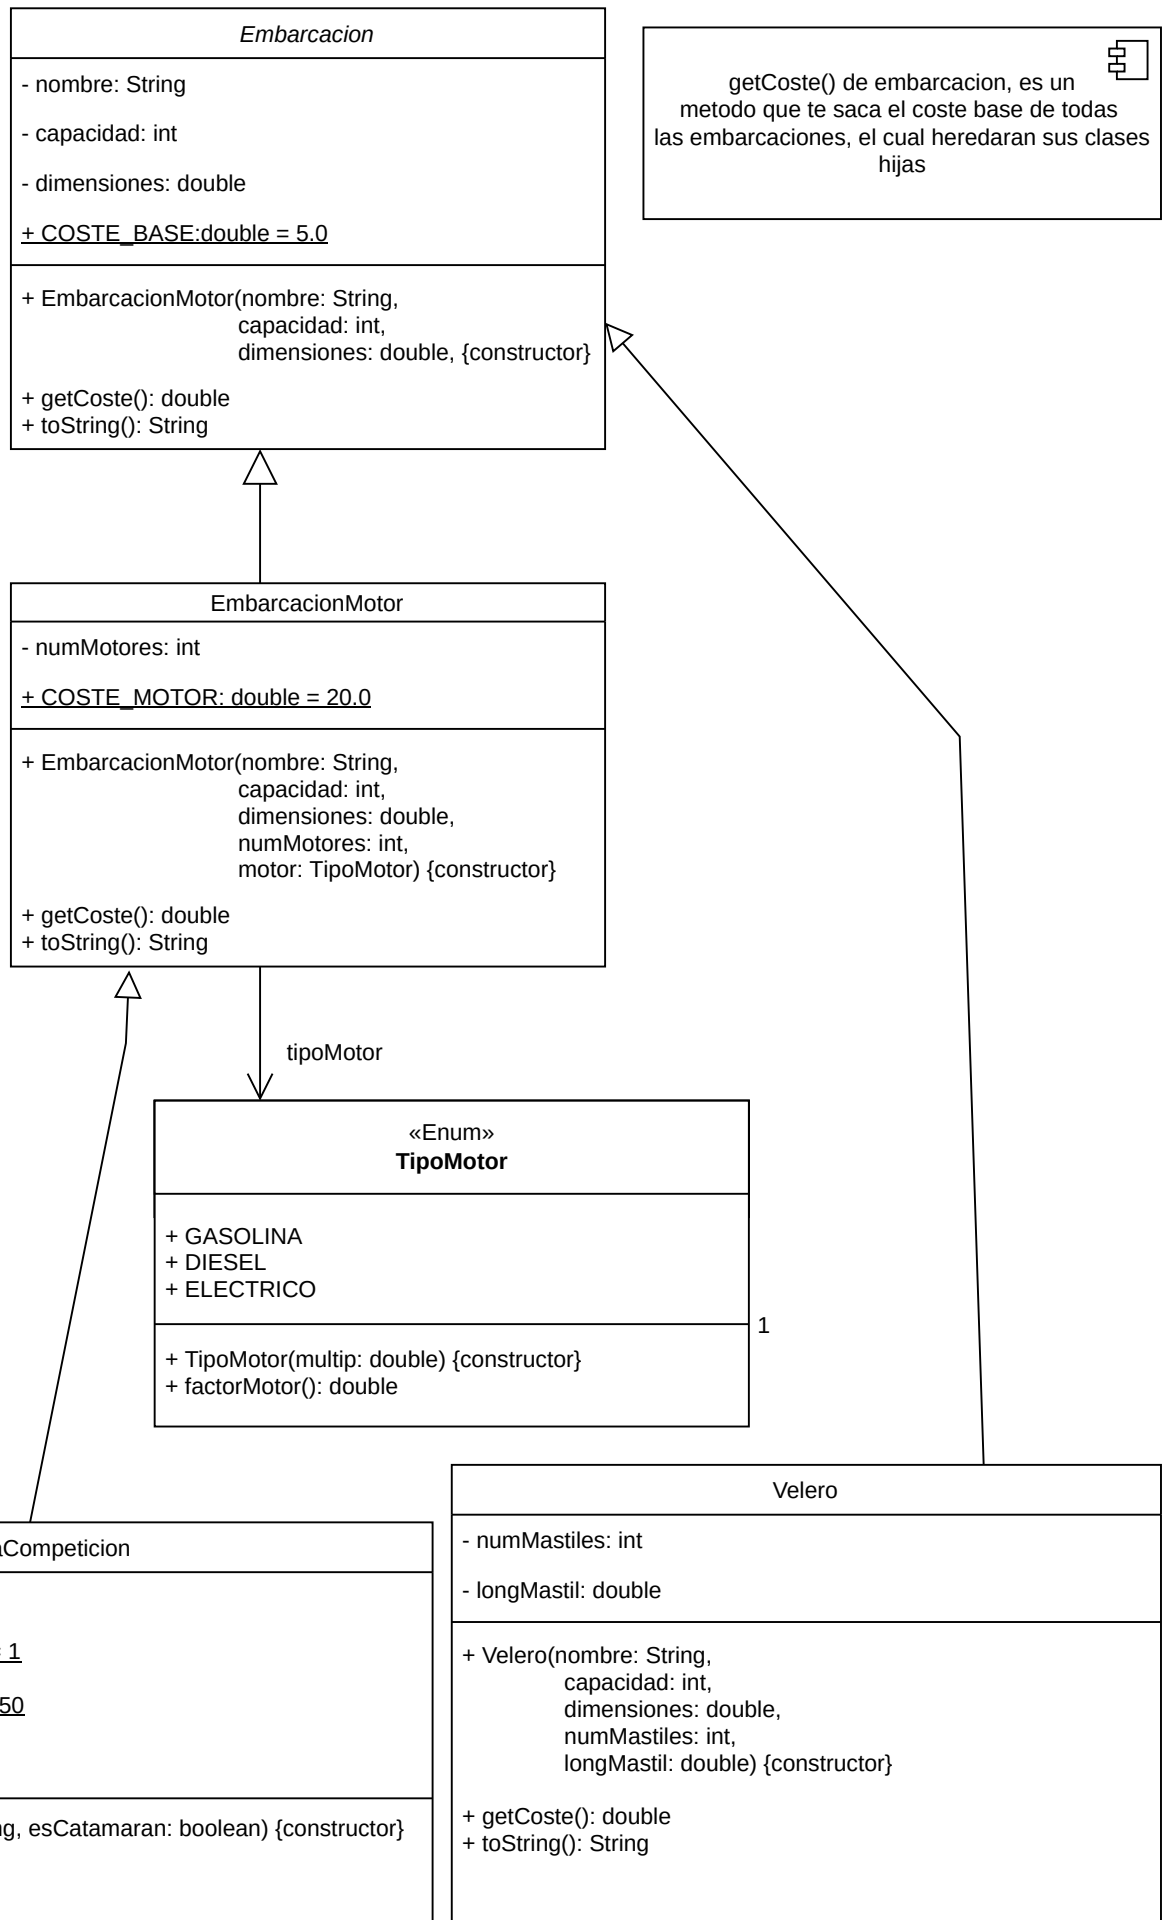 Embarcacion
- nombre: String
- capacidad: int
- dimensiones: double
+ COSTE_BASE:double = 5.0
+ EmbarcacionMotor(nombre: String,
capacidad: int,
dimensiones: double, {constructor}
+ getCoste(): double
+ toString(): String
getCoste() de embarcacion, es un
metodo que te saca el coste base de todas
las embarcaciones, el cual heredaran sus clases
hijas
EmbarcacionMotor
- numMotores: int
+ COSTE_MOTOR: double = 20.0
+ EmbarcacionMotor(nombre: String,
capacidad: int,
dimensiones: double,
numMotores: int,
motor: TipoMotor) {constructor}
+ getCoste(): double
+ toString(): String
tipoMotor
«Enum»
TipoMotor
+ GASOLINA
+ DIESEL
+ ELECTRICO
1
+ TipoMotor(multip: double) {constructor}
+ factorMotor(): double
Competicion
1
50
esCatamaran: boolean) {constructor}
Velero
- numMastiles: int
- longMastil: double
+ Velero(nombre: String,
capacidad: int,
dimensiones: double,
numMastiles: int,
longMastil: double) {constructor}
+ getCoste(): double
+ toString(): String